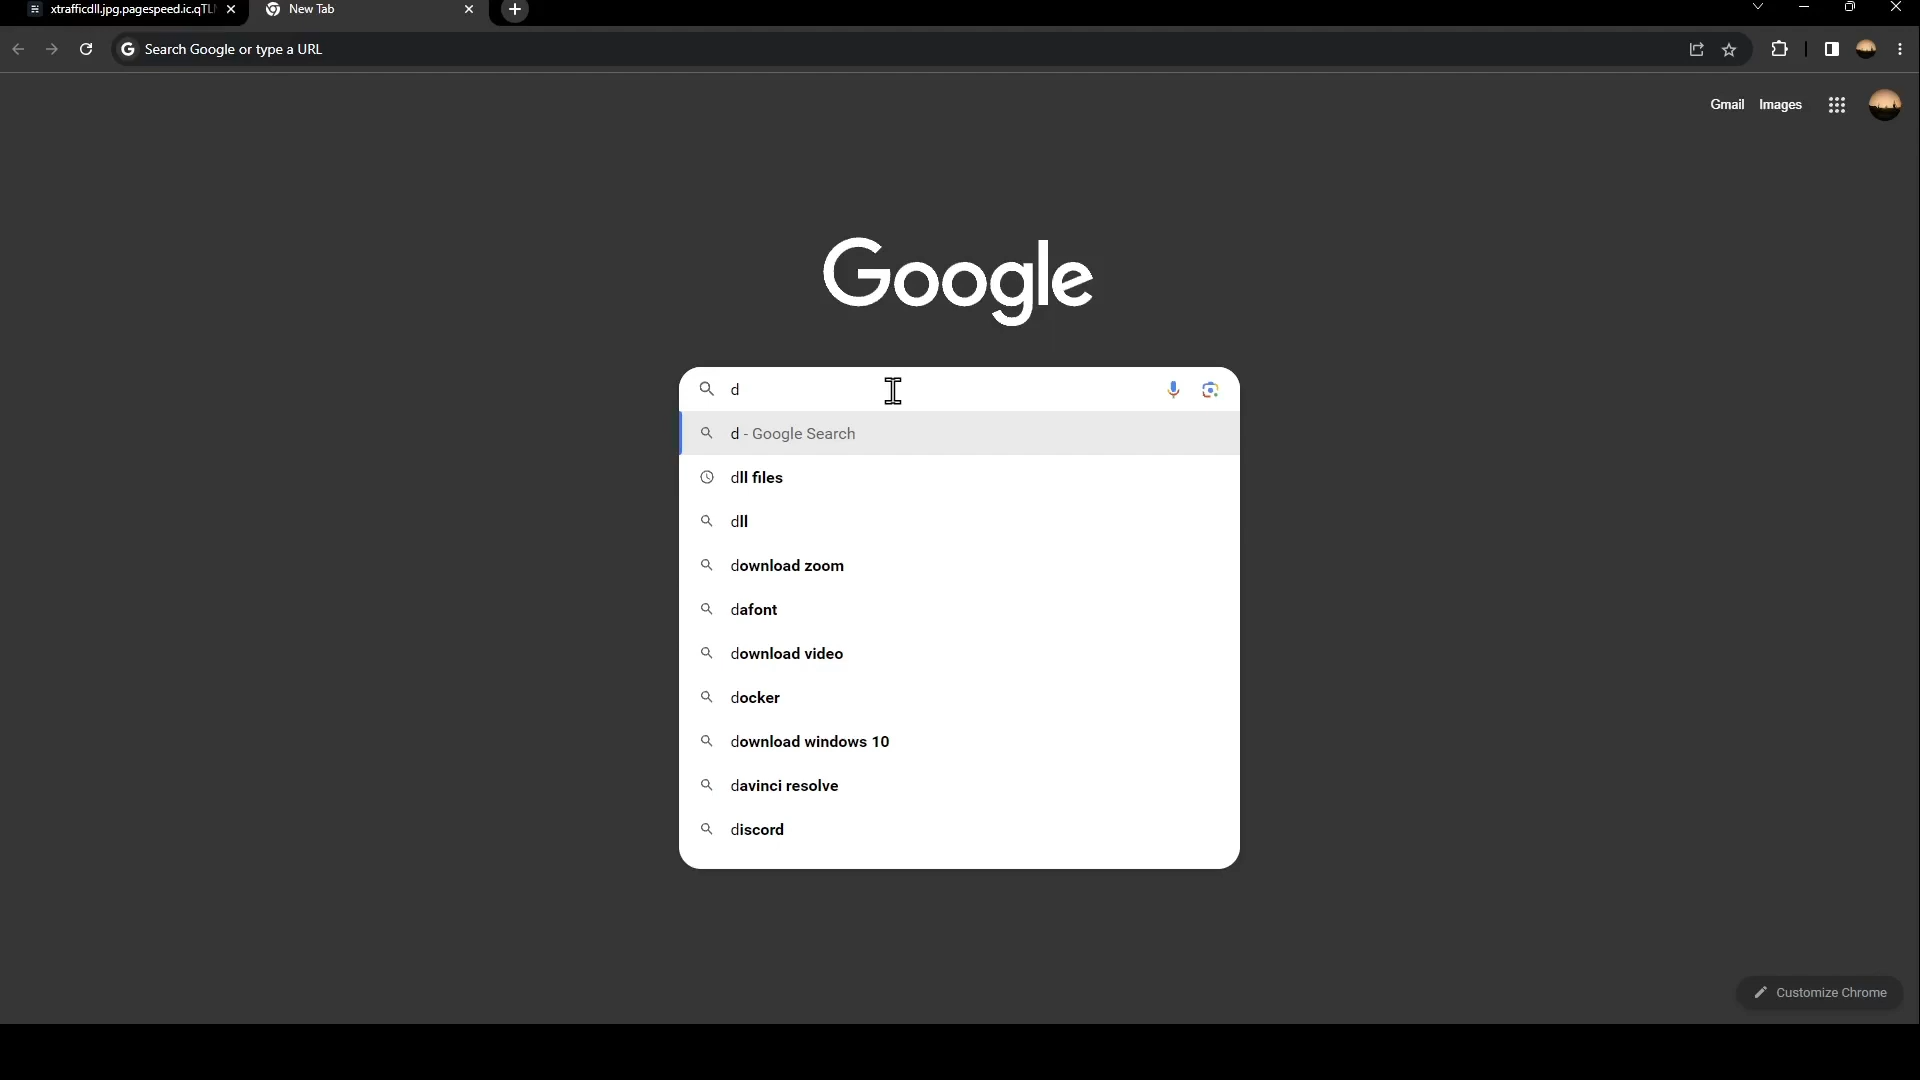 xtrafficdll.jpg.pagespeed.ic.qTL
New Tab
Search Google or type a URL
Gmail
Images
Google
d
d - Google Search
dll files
dll
download zoom
dafont
download video
docker
download windows 10
davinci resolve
discord
Customize Chrome